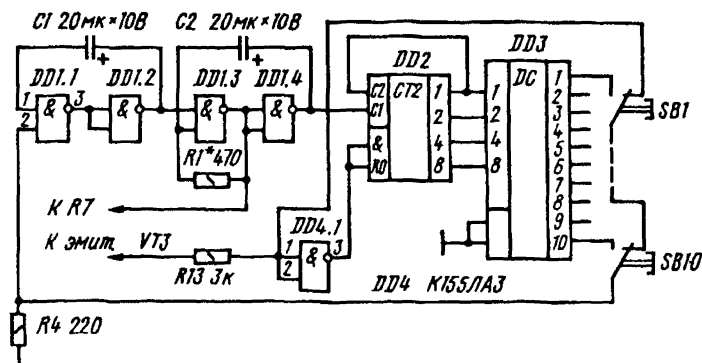 C1 20мк×10В
C2 20мк×10В
DD1.1
DD1.2
DD1.3
DD1.4
DD2
DD3
1
2
&
3
&
&
&
R1* 470
C2
C1
&
R0
CT2
1
2
4
8
1
2
4
8
DC
1
2
3
4
5
6
7
8
9
10
SB1
SB10
К R7
К эмит. VT3
R13 3к
DD4.1
1
2
&
3
DD4 К155ЛА3
R4 220